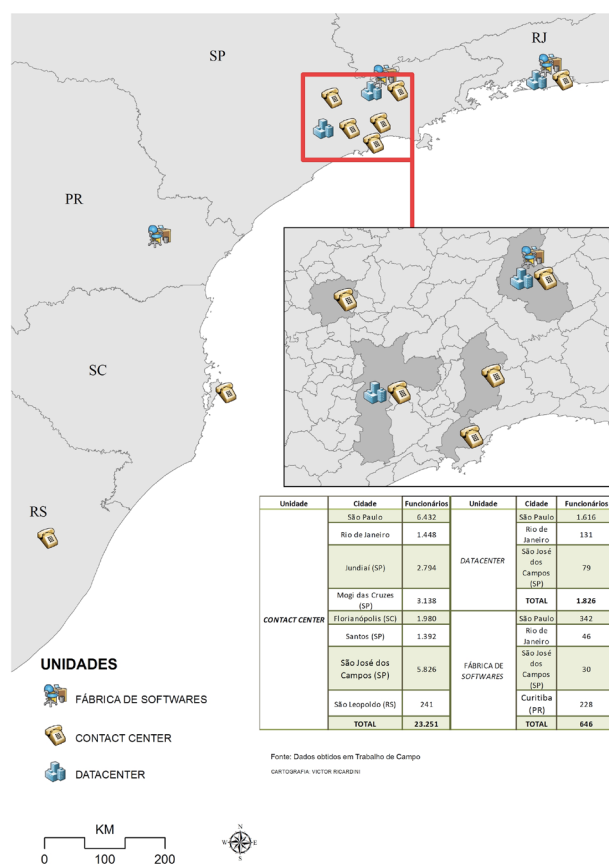 SP
RJ
PR
SC
RS
Unidade Cidade Funcionários Unidade Cidade Funcionários
CONTACT CENTER
São Paulo 6.432
Rio de Janeiro 1.448
Jundiaí (SP) 2.794
Mogi das Cruzes
(SP) 3.138
Florianópolis (SC) 1.980
Santos (SP) 1.392
São José dos
Campos (SP) 5.826
São Leopoldo (RS) 241
TOTAL 23.251
DATACENTER
São Paulo 1.616
Rio de
Janeiro 131
São José
dos
Campos
(SP) 79
TOTAL 1.826
FÁBRICA DE
SOFTWARES
São Paulo 342
Rio de
Janeiro 46
São José
dos
Campos
(SP) 30
Curitiba
(PR) 228
TOTAL 646
UNIDADES
FÁBRICA DE SOFTWARES
CONTACT CENTER
DATACENTER
Fonte: Dados obtidos em Trabalho de Campo
CARTOGRAFIA: VICTOR RICARDINI
KM
0 100 200
N
W E
S